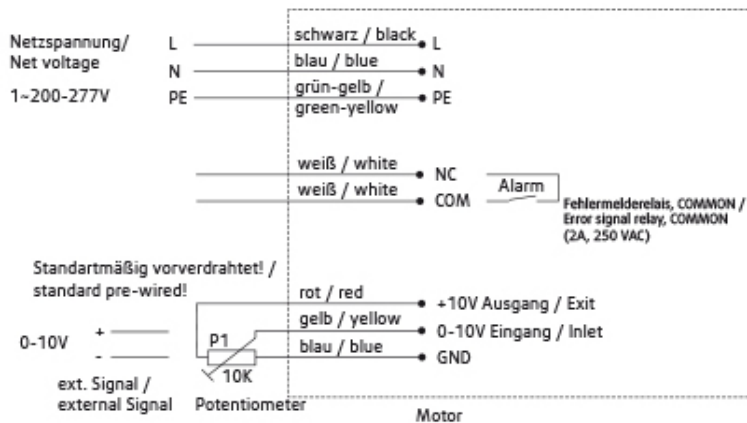 Netzspannung/
Net voltage
1~200-277V
L
schwarz / black
L
N
blau / blue
N
PE
grün-gelb /
green-yellow
PE
weiß / white
NC
weiß / white
COM
Alarm
Fehlermelderelais, COMMON /
Error signal relay, COMMON
(2A, 250 VAC)
Standartmäßig vorverdrahtet! /
standard pre-wired!
rot / red
+10V Ausgang / Exit
gelb / yellow
0-10V Eingang / Inlet
blau / blue
GND
0-10V
+
-
P1
10K
ext. Signal /
external Signal
Potentiometer
Motor